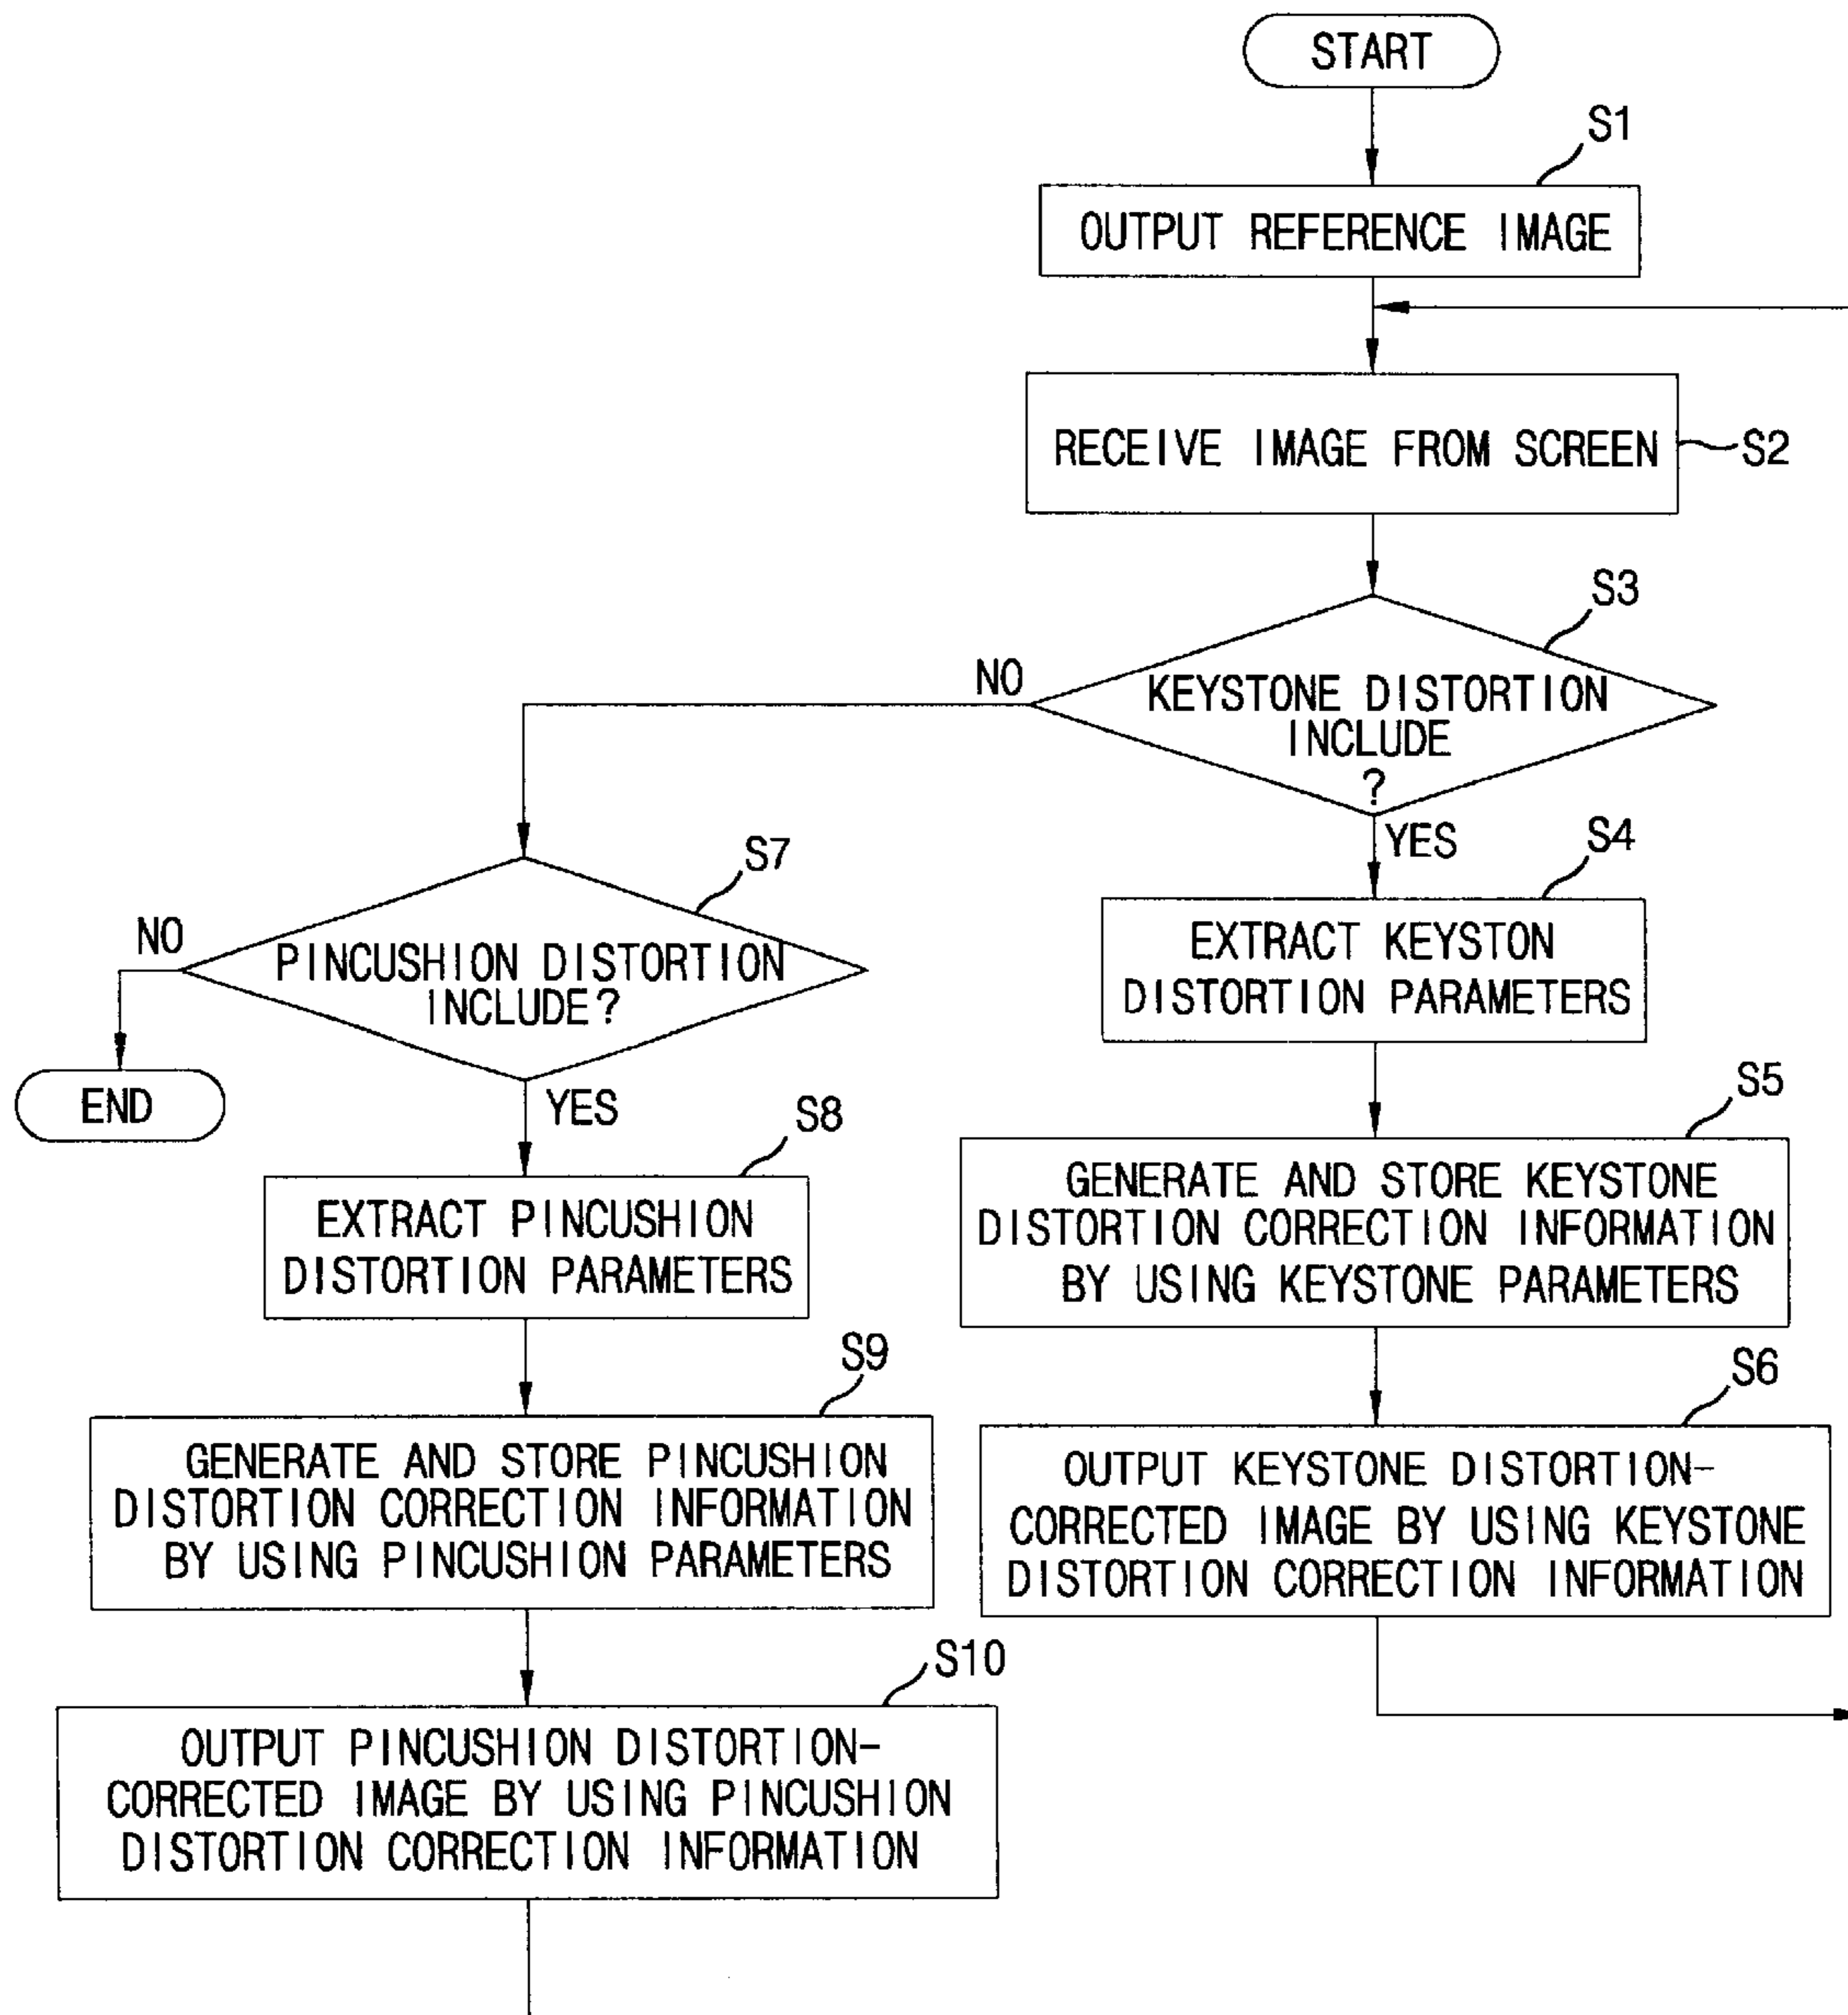 START
S1
OUTPUT REFERENCE IMAGE
RECEIVE IMAGE FROM SCREEN
S2
S3
NO
KEYSTONE DISTORTION
INCLUDE
?
YES
S4
EXTRACT KEYSTON
DISTORTION PARAMETERS
S5
GENERATE AND STORE KEYSTONE
DISTORTION CORRECTION INFORMATION
BY USING KEYSTONE PARAMETERS
S6
OUTPUT KEYSTONE DISTORTION-
CORRECTED IMAGE BY USING KEYSTONE
DISTORTION CORRECTION INFORMATION
S7
NO
PINCUSHION DISTORTION
INCLUDE?
END
YES
S8
EXTRACT PINCUSHION
DISTORTION PARAMETERS
S9
GENERATE AND STORE PINCUSHION
DISTORTION CORRECTION INFORMATION
BY USING PINCUSHION PARAMETERS
S10
OUTPUT PINCUSHION DISTORTION-
CORRECTED IMAGE BY USING PINCUSHION
DISTORTION CORRECTION INFORMATION